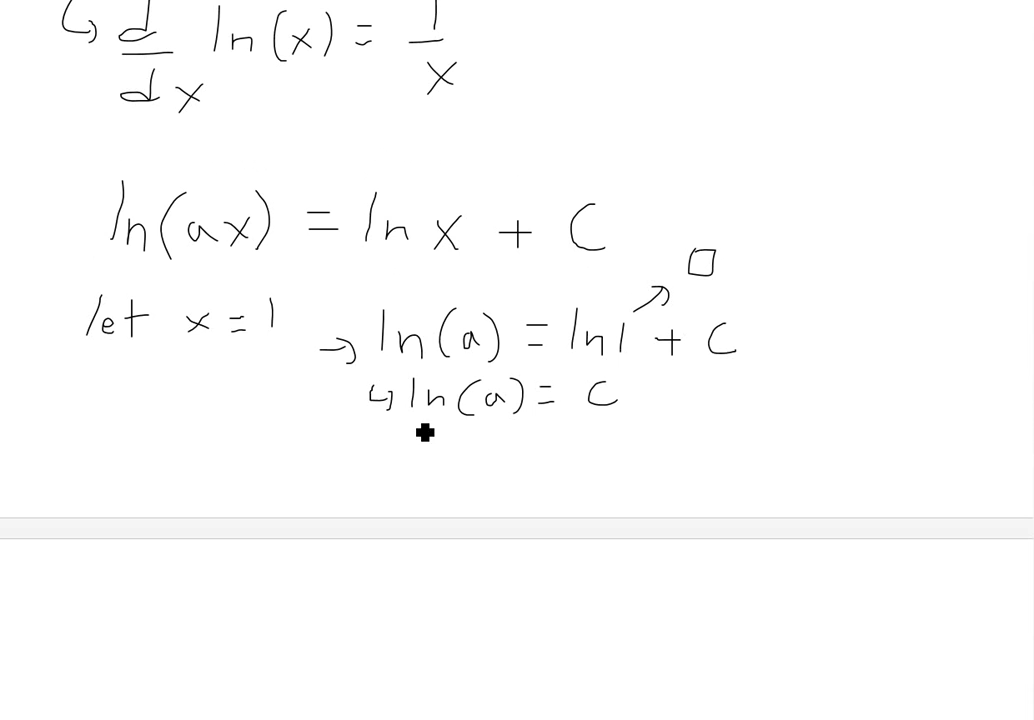 ↳ d/dx ln(x) = 1/x
ln(ax) = ln x + C
let x = 1 → ln(a) = ln 1 + C ↗ 0
↳ ln(a) = C